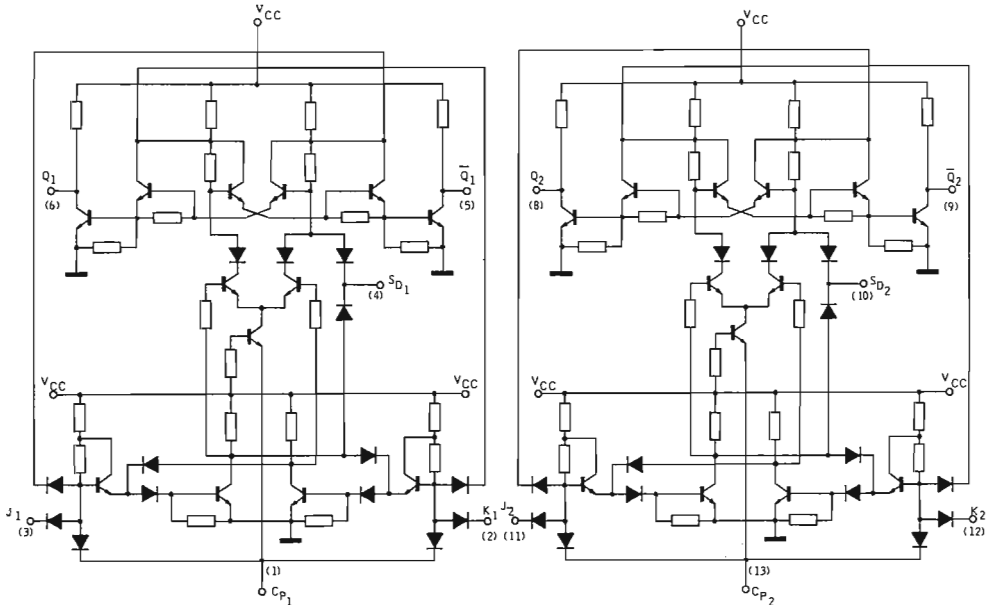 VCC
VCC
Q1
(6)
Q̅1
(5)
SD1
(4)
VCC
VCC
J1
(3)
K1
(2)
(1)
CP1
Q2
(8)
Q̅2
(9)
SD2
(10)
VCC
VCC
J2
(11)
K2
(12)
(13)
CP2